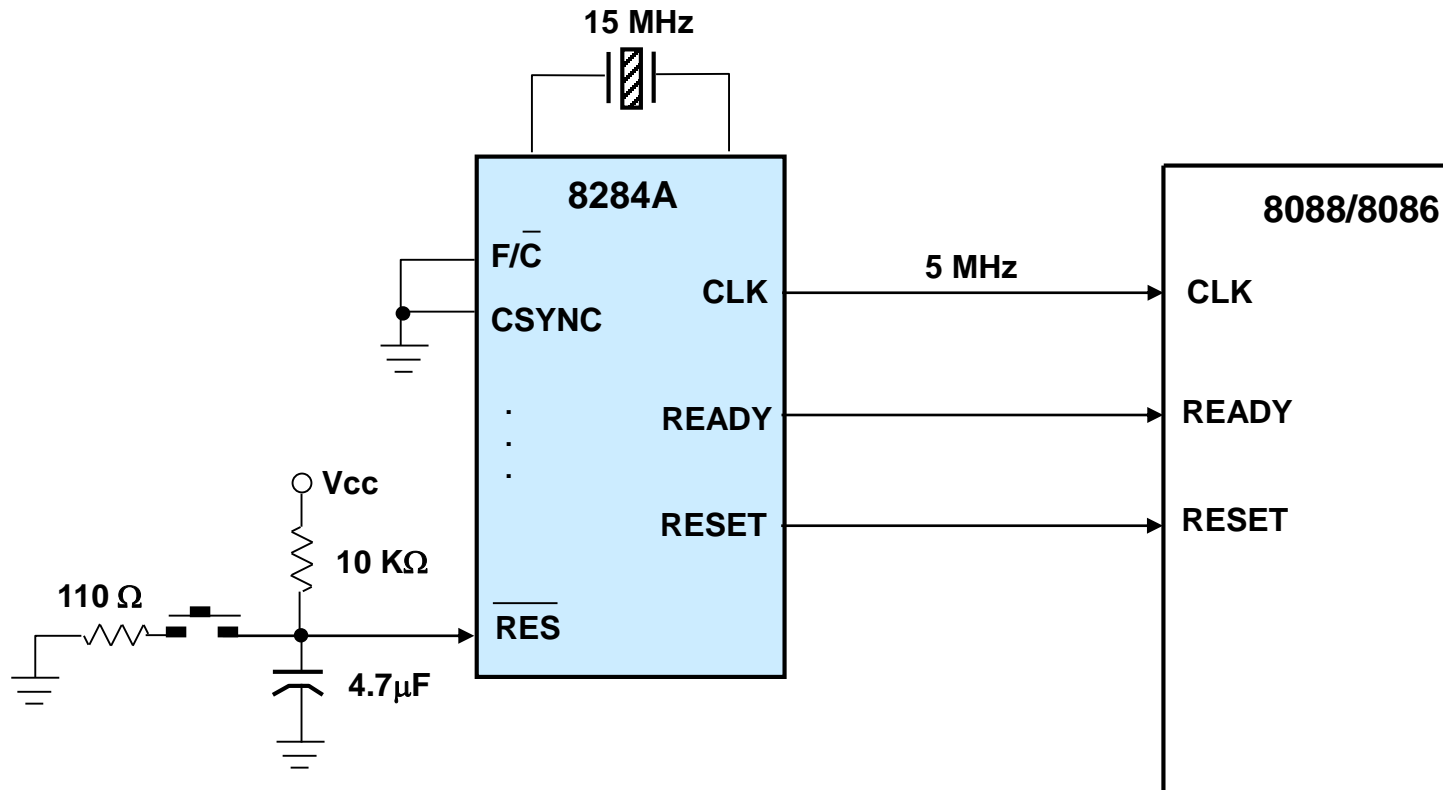 15 MHz
8284A
8088/8086
F/C̅
5 MHz
CLK
CLK
CSYNC
.
READY
READY
.
.
Vcc
RESET
RESET
10 KΩ
110 Ω
R̅E̅S̅
4.7μF